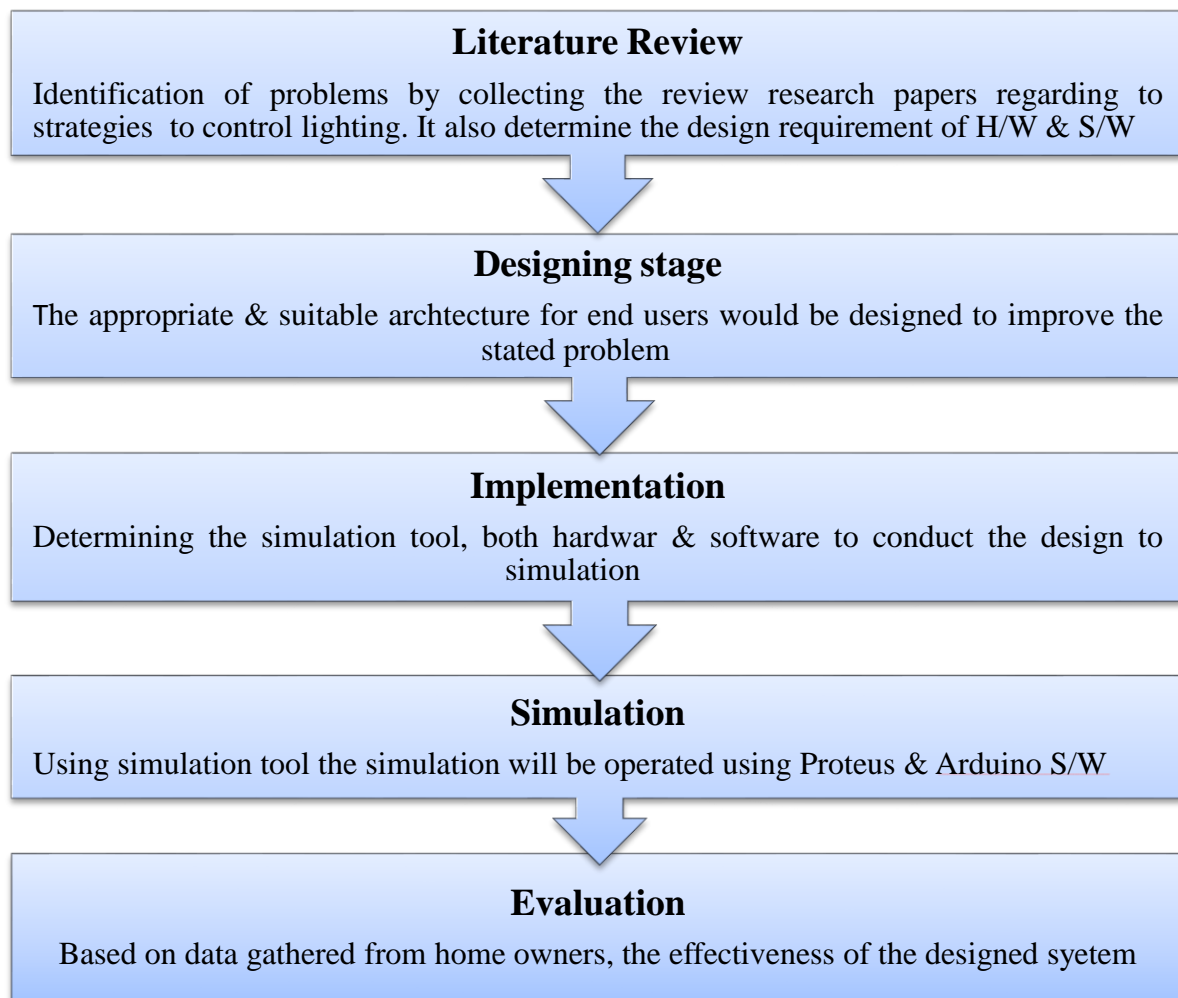 Literature Review
Identification of problems by collecting the review research papers regarding to
strategies to control lighting. It also determine the design requirement of H/W & S/W
Designing stage
The appropriate & suitable archtecture for end users would be designed to improve the
stated problem
Implementation
Determining the simulation tool, both hardwar & software to conduct the design to
simulation
Simulation
Using simulation tool the simulation will be operated using Proteus & Arduino S/W
Evaluation
Based on data gathered from home owners, the effectiveness of the designed syetem